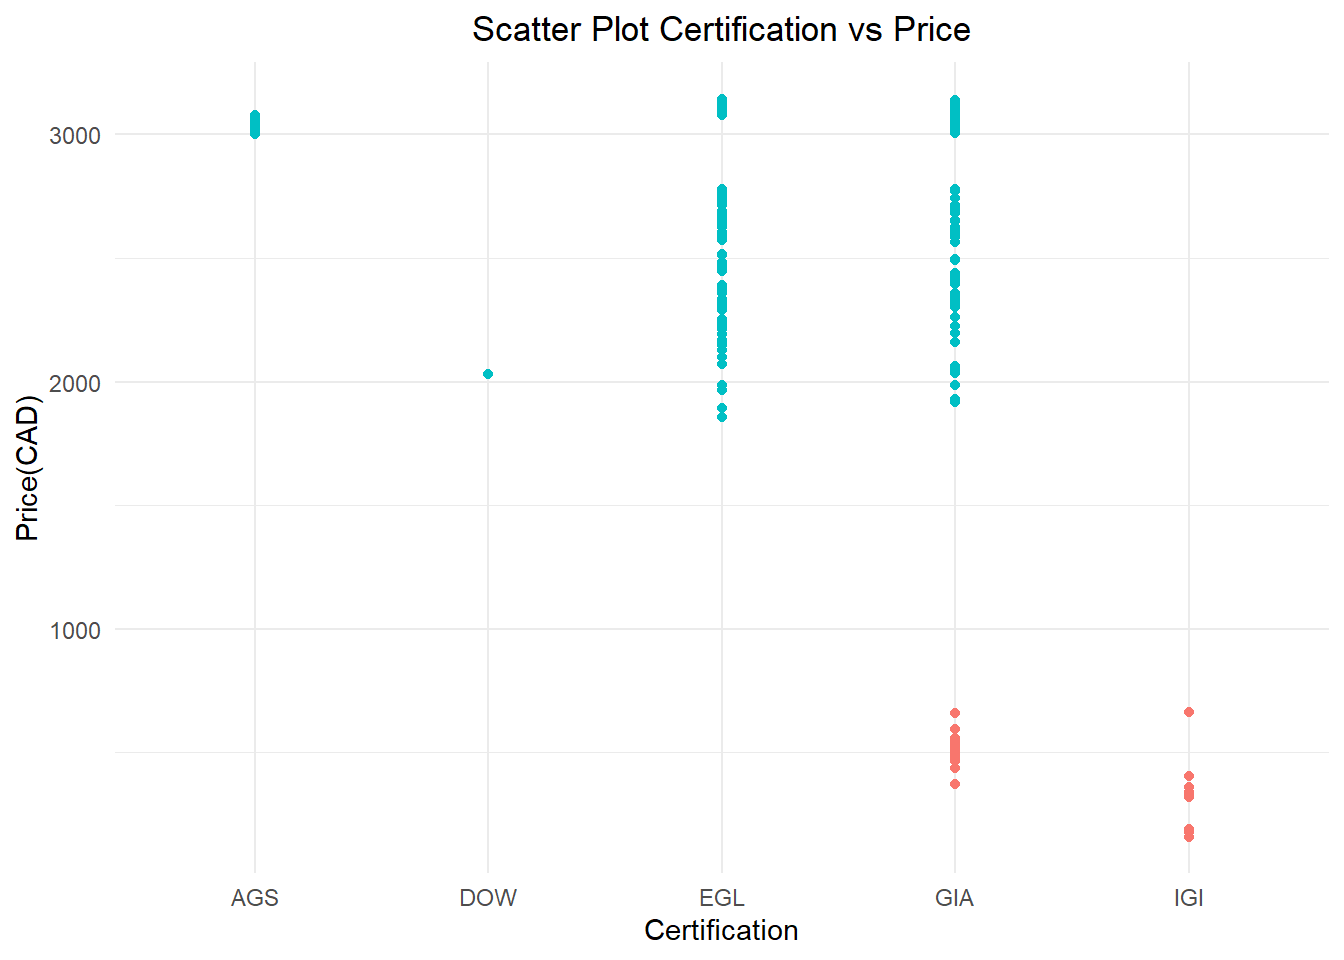 Scatter Plot Certification vs Price
Price(CAD)
3000
2000
1000
AGS DOW EGL GIA IGI
Certification